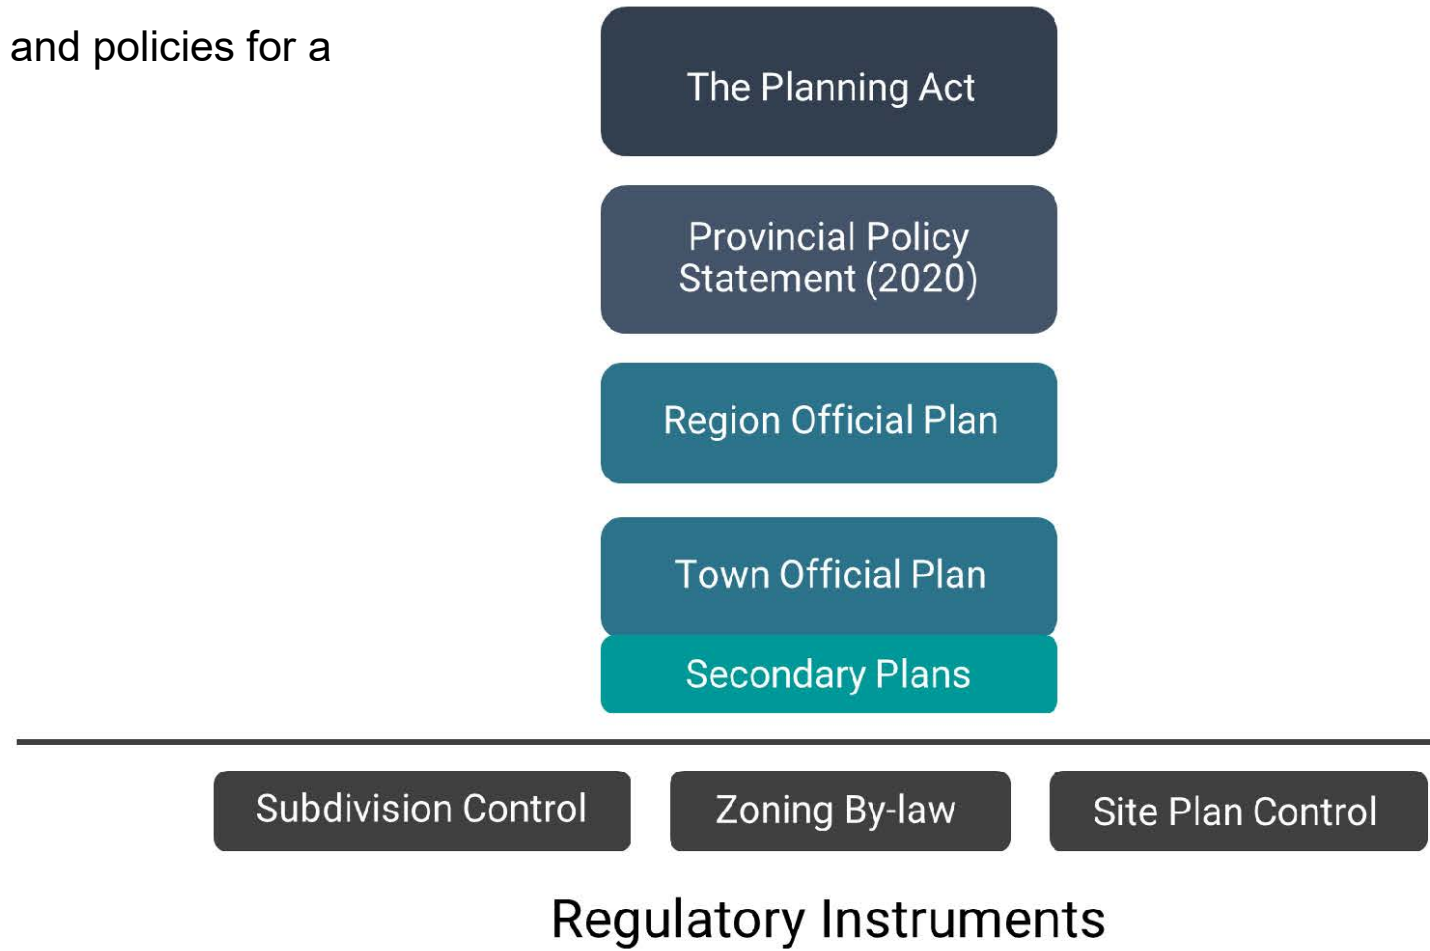 and policies for a
The Planning Act
Provincial Policy
Statement (2020)
Region Official Plan
Town Official Plan
Secondary Plans
Subdivision Control
Zoning By-law
Site Plan Control
Regulatory Instruments